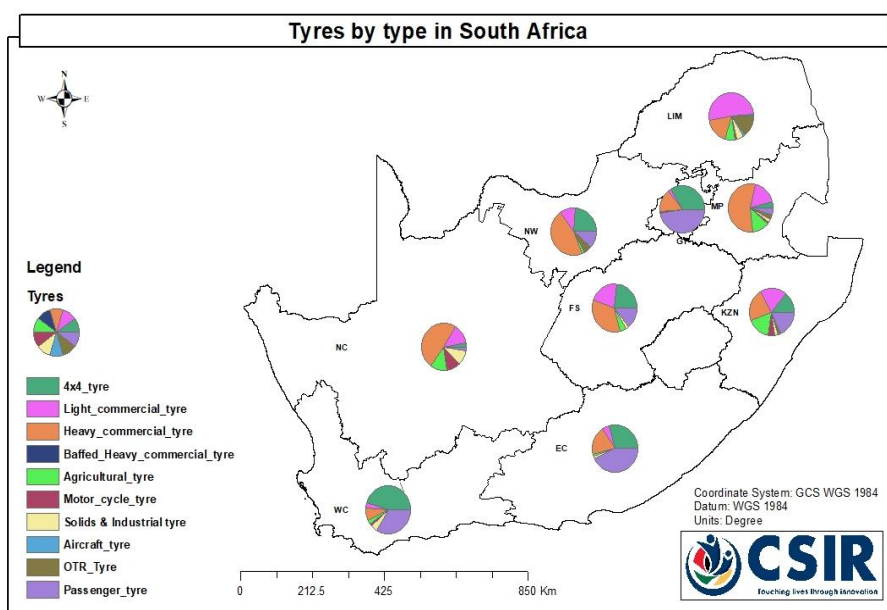 Tyres by type in South Africa
N
W E
S
LIM
MP
NW
GT
FS
KZN
NC
EC
WC
Legend
Tyres
4x4_tyre
Light_commercial_tyre
Heavy_commercial_tyre
Baffed_Heavy_commercial_tyre
Agricultural_tyre
Motor_cycle_tyre
Solids & Industrial tyre
Aircraft_tyre
OTR_Tyre
Passenger_tyre
Coordinate System: GCS WGS 1984
Datum: WGS 1984
Units: Degree
0 212.5 425 850 Km
CSIR
Touching lives through innovation